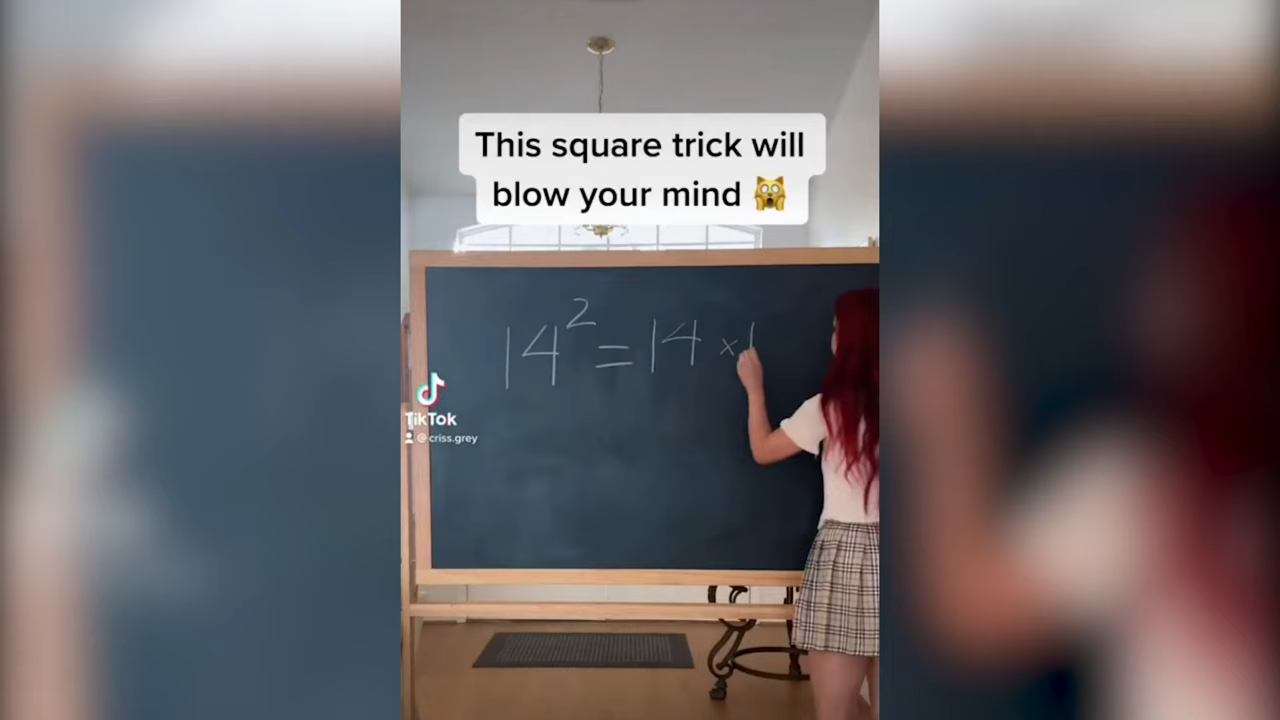 This square trick will
blow your mind 🙀
14² = 14 × 1
TikTok
@ criss.grey